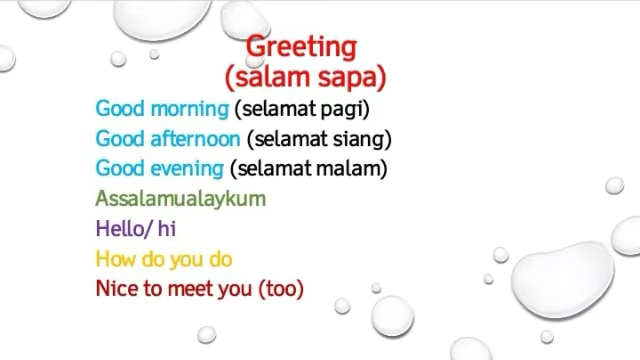 Greeting
(salam sapa)
Good morning (selamat pagi)
Good afternoon (selamat siang)
Good evening (selamat malam)
Assalamualaykum
Hello/ hi
How do you do
Nice to meet you (too)